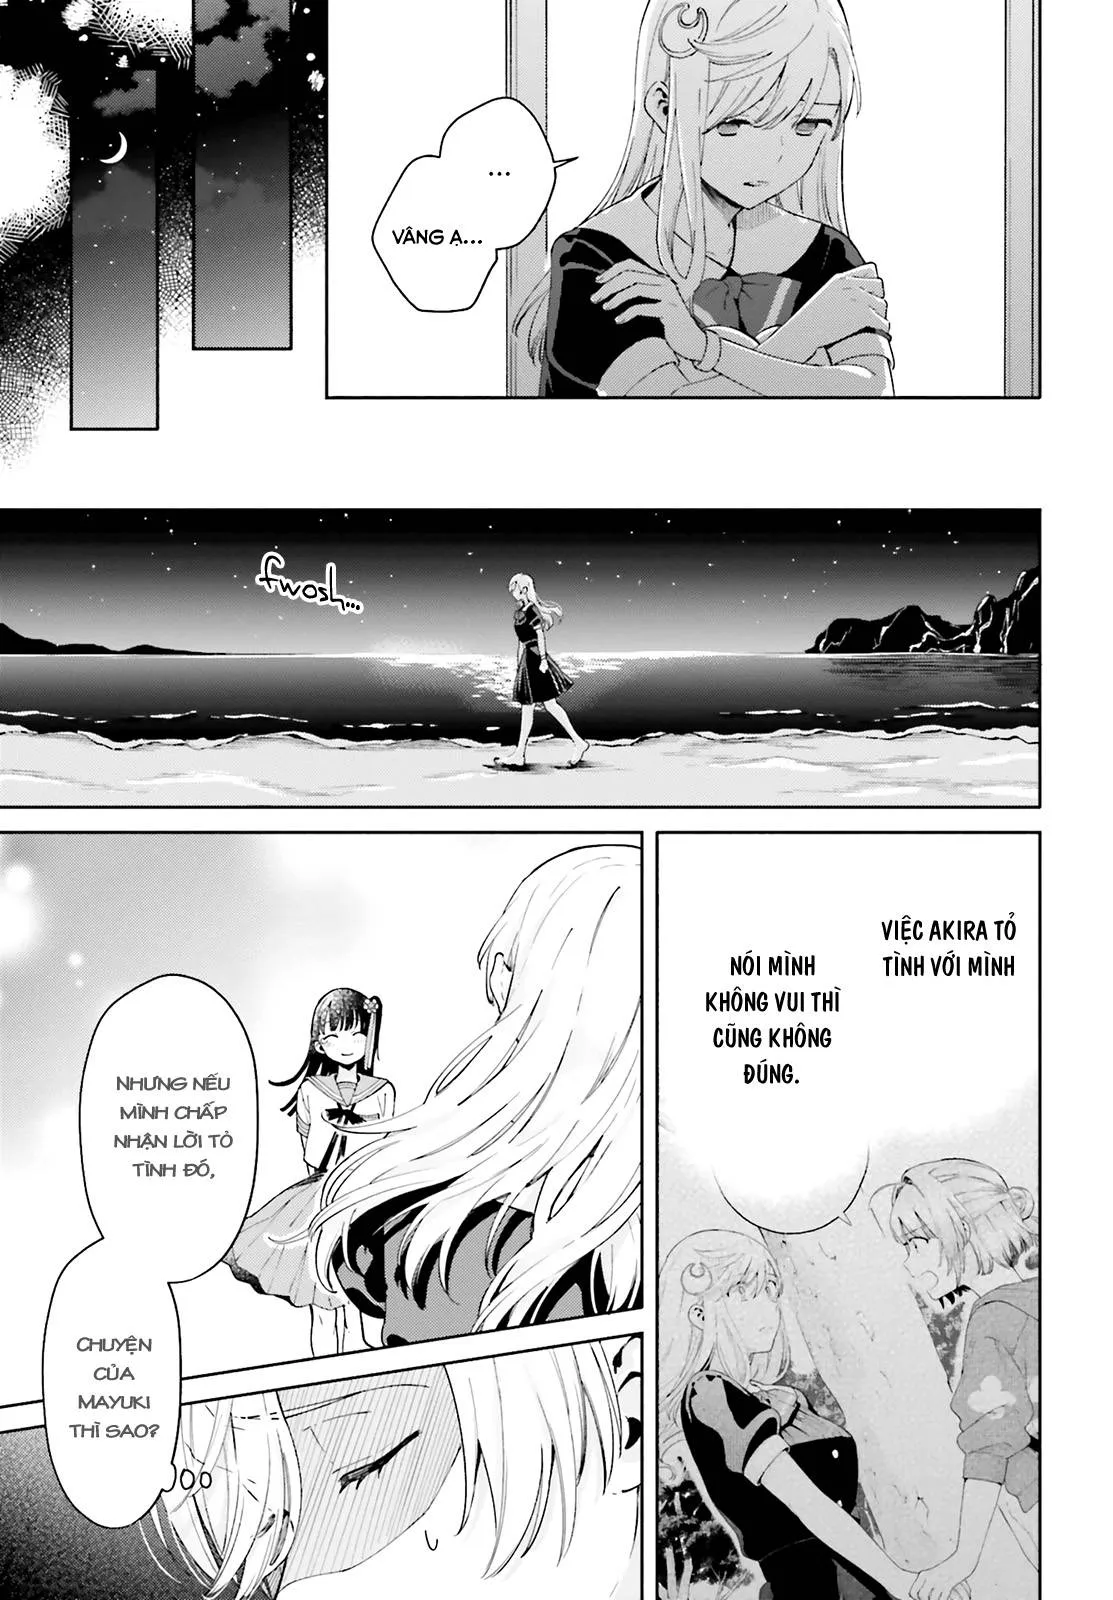 ...
VÂNG Ạ...
fwosh...
VIỆC AKIRA TỎ
TÌNH VỚI MÌNH
NÓI MÌNH
KHÔNG VUI THÌ
CŨNG KHÔNG
ĐÚNG.
NHƯNG NẾU
MÌNH CHẤP
NHẬN LỜI TỎ
TÌNH ĐÓ,
CHUYỆN
CỦA
MAYUKI
THÌ SAO?